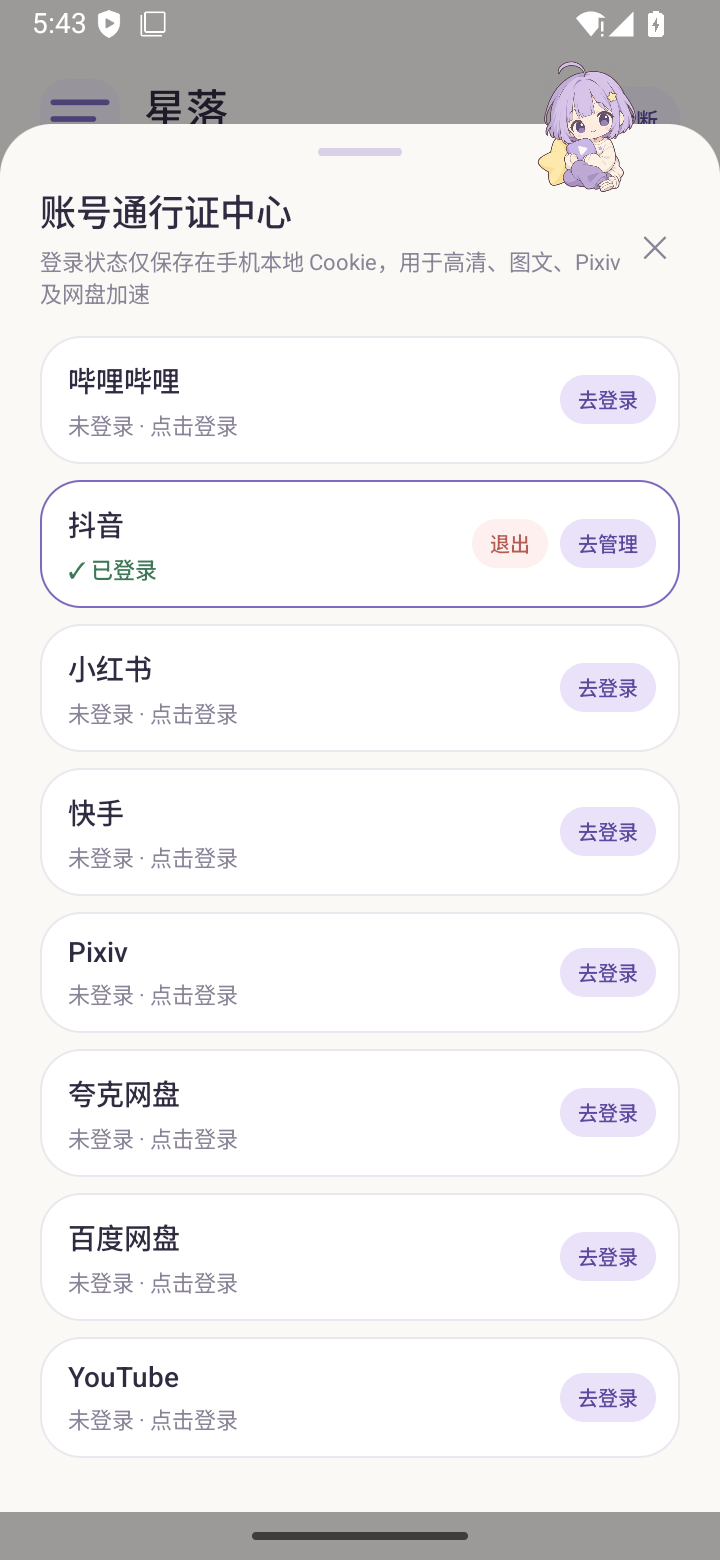 5:43
星落
断
账号通行证中心
登录状态仅保存在手机本地 Cookie，用于高清、图文、Pixiv
及网盘加速
哔哩哔哩
未登录 · 点击登录
去登录
抖音
✓ 已登录
退出
去管理
小红书
未登录 · 点击登录
去登录
快手
未登录 · 点击登录
去登录
Pixiv
未登录 · 点击登录
去登录
夸克网盘
未登录 · 点击登录
去登录
百度网盘
未登录 · 点击登录
去登录
YouTube
未登录 · 点击登录
去登录